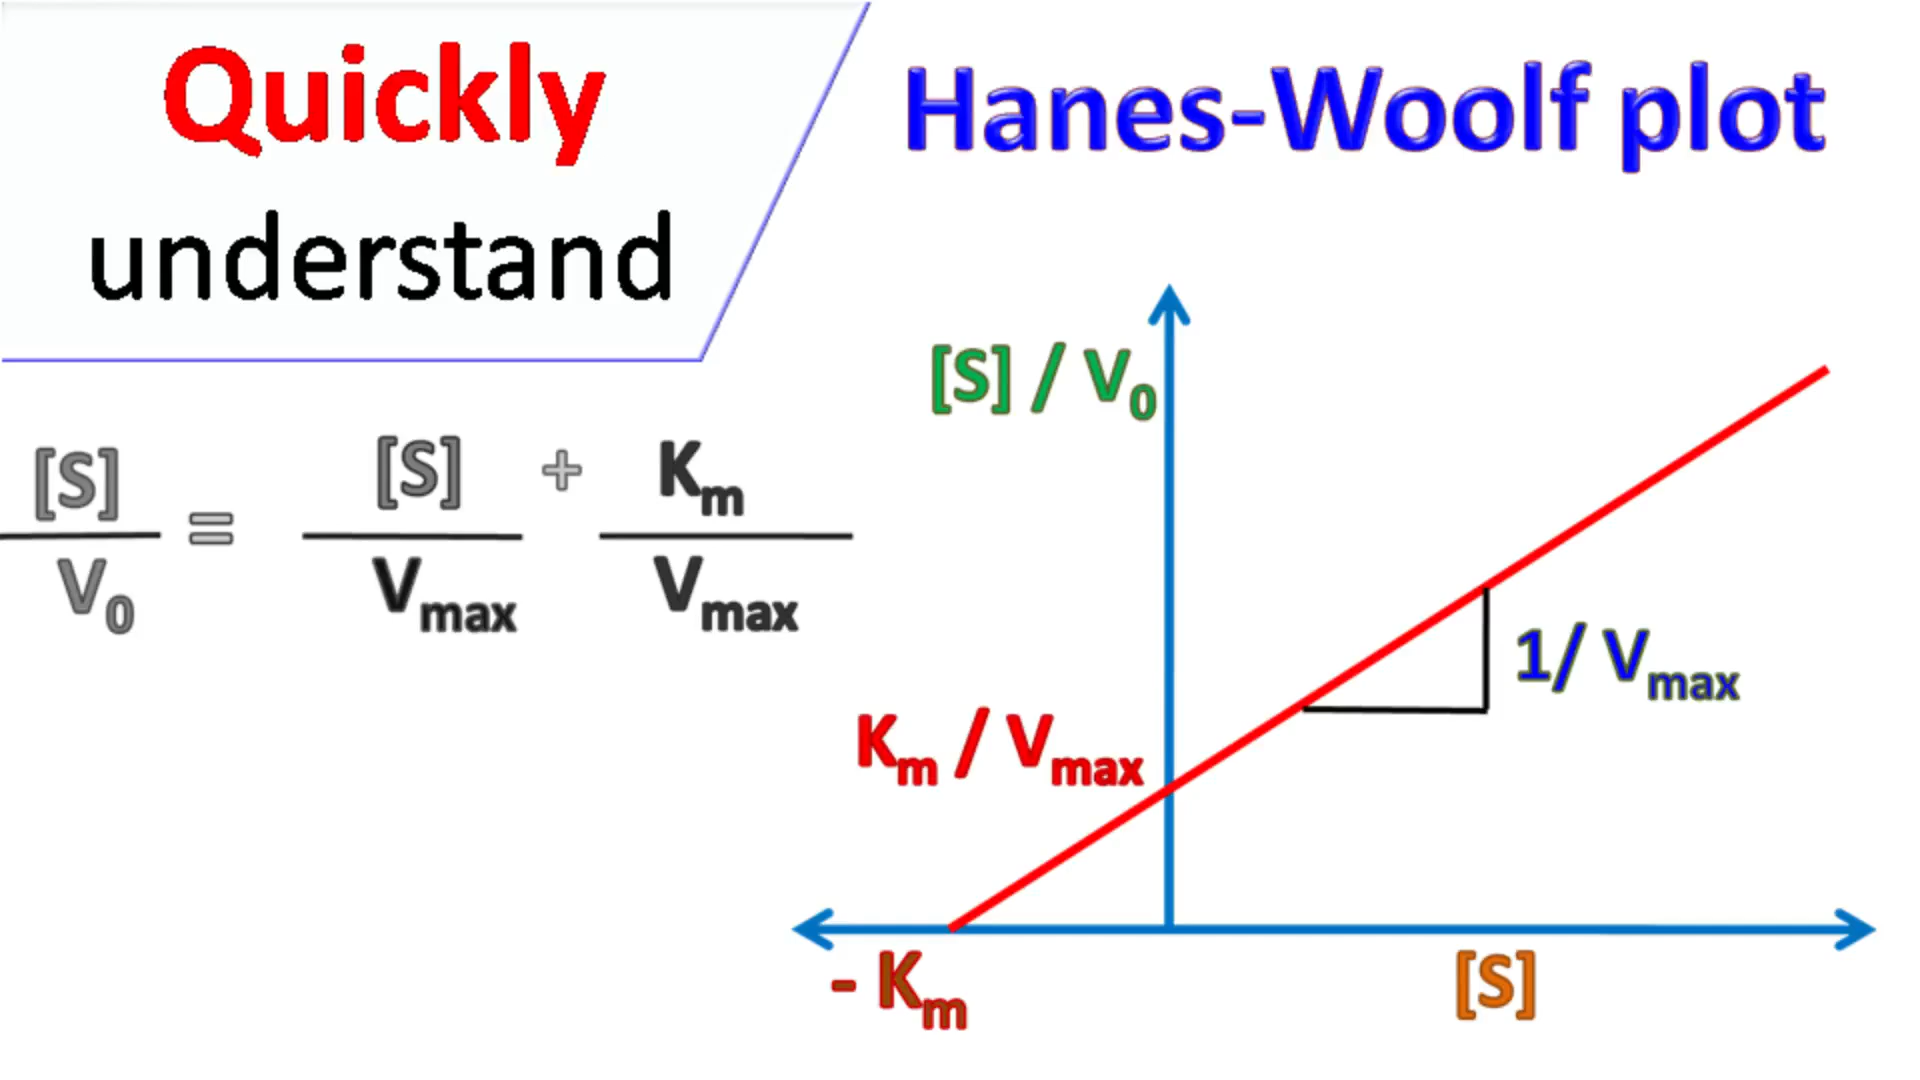 Quickly
understand
Hanes-Woolf plot
[S] / V₀ = [S] / Vmax + Km / Vmax
[S] / V₀
1/ Vmax
Km / Vmax
- Km
[S]